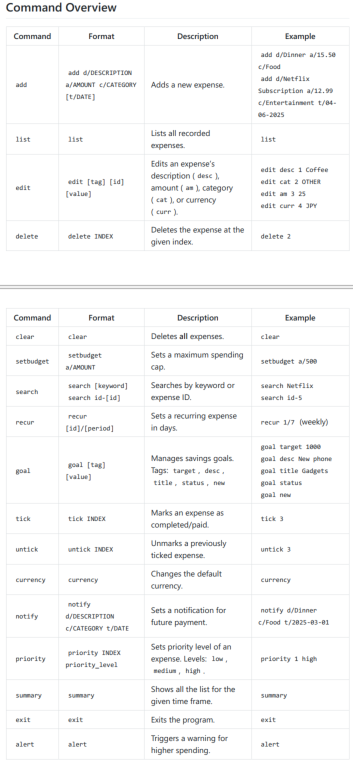 Command Overview
Command Format Description Example
add d/Dinner a/15.50
c/Food
add d/DESCRIPTION
add d/Netflix
add a/AMOUNT c/CATEGORY Adds a new expense.
Subscription a/12.99
[t/DATE]
c/Entertainment t/04-
06-2025
Lists all recorded
list list list
expenses.
Edits an expense's
edit desc 1 Coffee
description ( desc ),
edit [tag] [id]
edit cat 2 OTHER
edit amount ( am ), category
[value]
edit am 3 25
( cat ), or currency
edit curr 4 JPY
( curr ).
Deletes the expense at the
delete delete INDEX delete 2
given index.
Command Format Description Example
clear clear Deletes all expenses. clear
setbudget Sets a maximum spending
setbudget setbudget a/500
a/AMOUNT cap.
search [keyword] Searches by keyword or search Netflix
search
search id-[id] expense ID. search id-5
recur Sets a recurring expense
recur recur 1/7 (weekly)
[id]/[period] in days.
goal target 1000
Manages savings goals.
goal desc New phone
goal [tag]
goal Tags: target , desc , goal title Gadgets
[value]
title , status , new goal status
goal new
Marks an expense as
tick tick INDEX tick 3
completed/paid.
Unmarks a previously
untick untick INDEX untick 3
ticked expense.
Changes the default
currency currency currency
currency.
notify
Sets a notification for notify d/Dinner
notify d/DESCRIPTION
future payment. c/Food t/2025-03-01
c/CATEGORY t/DATE
Sets priority level of an
priority INDEX
priority expense. Levels: low , priority 1 high
priority_level
medium , high .
Shows all the list for the
summary summary summary
given time frame.
exit exit Exits the program. exit
Triggers a warning for
alert alert alert
higher spending.